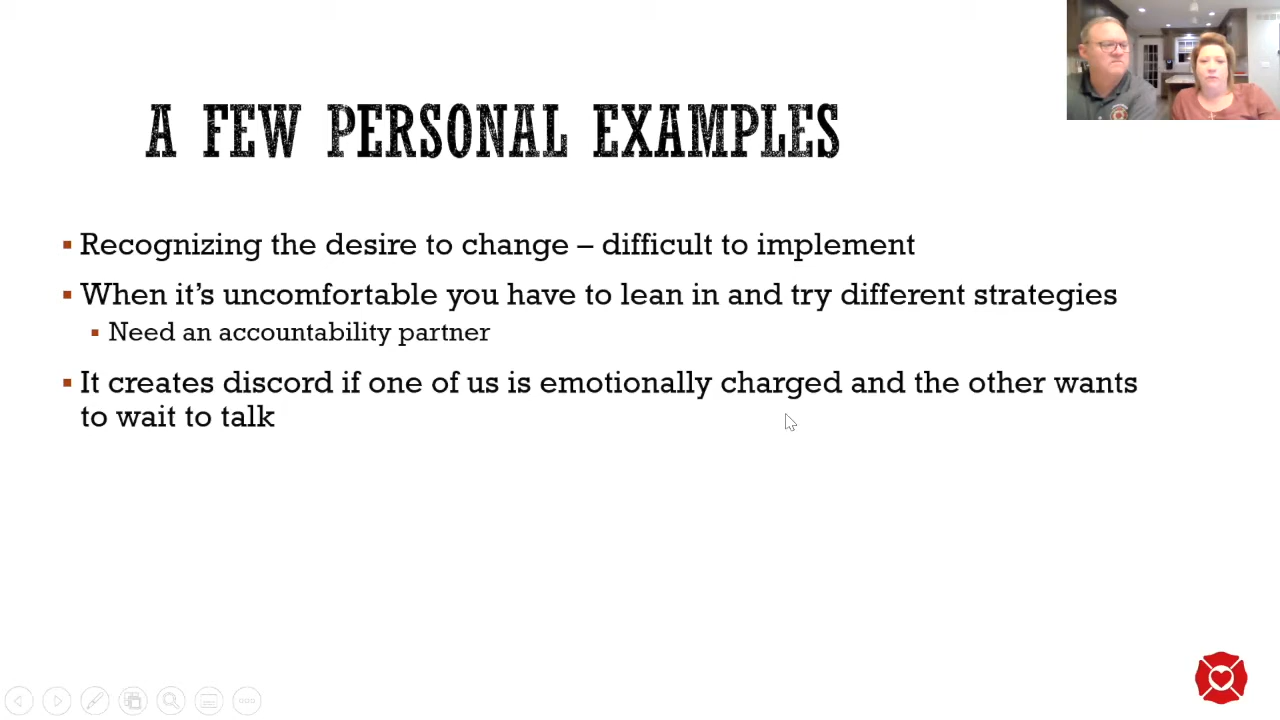 A FEW PERSONAL EXAMPLES
Recognizing the desire to change – difficult to implement
When it's uncomfortable you have to lean in and try different strategies
Need an accountability partner
It creates discord if one of us is emotionally charged and the other wants
to wait to talk